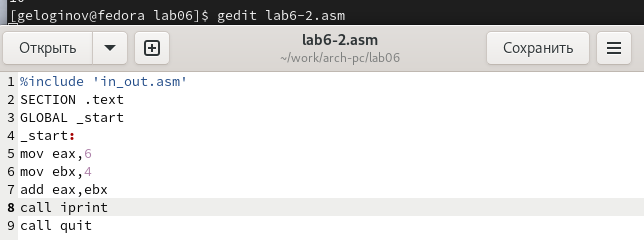 [geloginov@fedora lab06]$ gedit lab6-2.asm
Открыть
lab6-2.asm
~/work/arch-pc/lab06
Сохранить
1 %include 'in_out.asm'
2 SECTION .text
3 GLOBAL _start
4 _start:
5 mov eax,6
6 mov ebx,4
7 add eax,ebx
8 call iprint
9 call quit